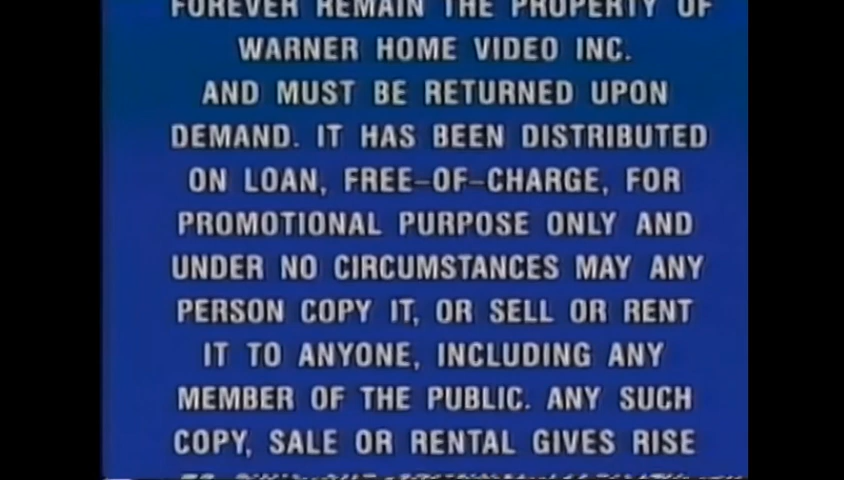 FOREVER REMAIN THE PROPERTY OF
WARNER HOME VIDEO INC.
AND MUST BE RETURNED UPON
DEMAND. IT HAS BEEN DISTRIBUTED
ON LOAN, FREE–OF–CHARGE, FOR
PROMOTIONAL PURPOSE ONLY AND
UNDER NO CIRCUMSTANCES MAY ANY
PERSON COPY IT, OR SELL OR RENT
IT TO ANYONE, INCLUDING ANY
MEMBER OF THE PUBLIC. ANY SUCH
COPY, SALE OR RENTAL GIVES RISE